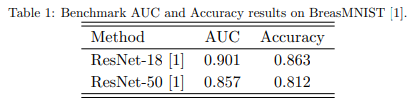 Table 1: Benchmark AUC and Accuracy results on BreasMNIST [1].
Method AUC Accuracy
ResNet-18 [1] 0.901 0.863
ResNet-50 [1] 0.857 0.812